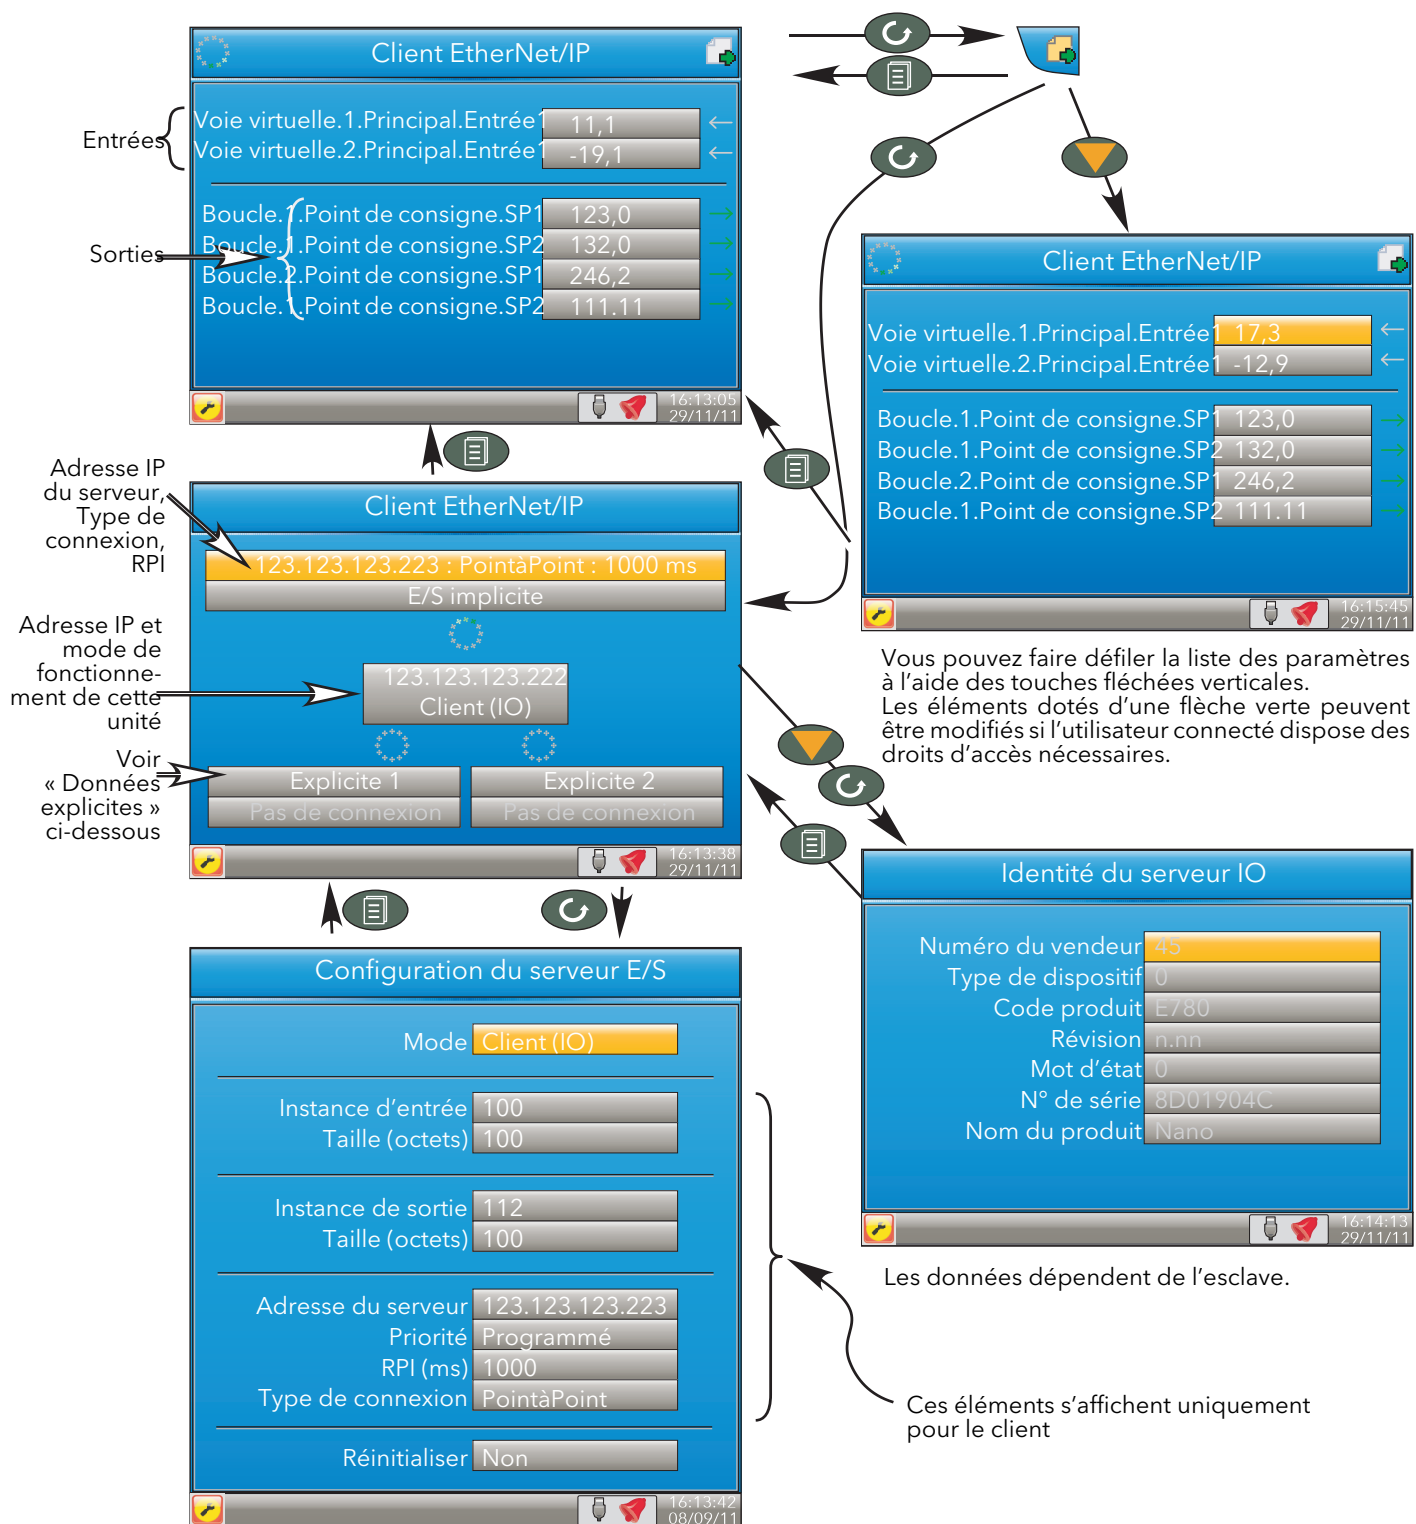 Client EtherNet/IP
Entrées
Voie virtuelle.1.Principal.Entrée1 11,1 ←
Voie virtuelle.2.Principal.Entrée1 -19,1 ←
Sorties
Boucle.1.Point de consigne.SP1 123,0 →
Boucle.1.Point de consigne.SP2 132,0 →
Boucle.2.Point de consigne.SP1 246,2 →
Boucle.1.Point de consigne.SP2 111.11 →
16:13:05
29/11/11
Client EtherNet/IP
Voie virtuelle.1.Principal.Entrée1 17,3 ←
Voie virtuelle.2.Principal.Entrée1 -12,9 ←
Boucle.1.Point de consigne.SP1 123,0 →
Boucle.1.Point de consigne.SP2 132,0 →
Boucle.2.Point de consigne.SP1 246,2 →
Boucle.1.Point de consigne.SP2 111.11 →
16:15:45
29/11/11
Vous pouvez faire défiler la liste des paramètres
à l’aide des touches fléchées verticales.
Les éléments dotés d’une flèche verte peuvent
être modifiés si l’utilisateur connecté dispose des
droits d’accès nécessaires.
Adresse IP
du serveur,
Type de
connexion,
RPI
Adresse IP et
mode de
fonctionne-
ment de cette
unité
Voir
« Données
explicites »
ci-dessous
Client EtherNet/IP
123.123.123.223 : PointàPoint : 1000 ms
E/S implicite
123.123.123.222
Client (IO)
Explicite 1
Pas de connexion
Explicite 2
Pas de connexion
16:13:38
29/11/11
Identité du serveur IO
Numéro du vendeur 45
Type de dispositif 0
Code produit E780
Révision n.nn
Mot d’état 0
N° de série 8D01904C
Nom du produit Nano
16:14:13
29/11/11
Les données dépendent de l’esclave.
Configuration du serveur E/S
Mode Client (IO)
Instance d’entrée 100
Taille (octets) 100
Instance de sortie 112
Taille (octets) 100
Adresse du serveur 123.123.123.223
Priorité Programmé
RPI (ms) 1000
Type de connexion PointàPoint
Réinitialiser Non
16:13:42
08/09/11
Ces éléments s’affichent uniquement
pour le client